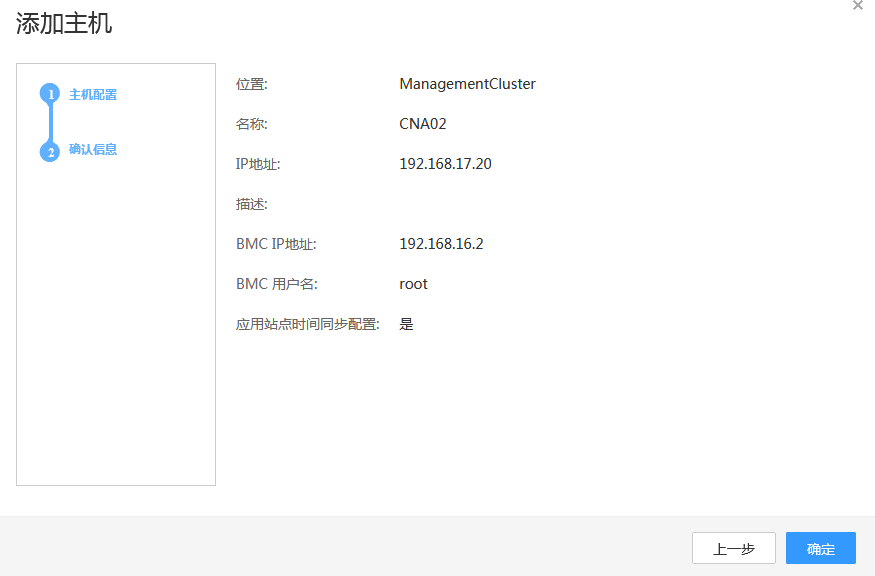 添加主机
1 主机配置
2 确认信息
位置: ManagementCluster
名称: CNA02
IP地址: 192.168.17.20
描述:
BMC IP地址: 192.168.16.2
BMC 用户名: root
应用站点时间同步配置: 是
上一步 确定